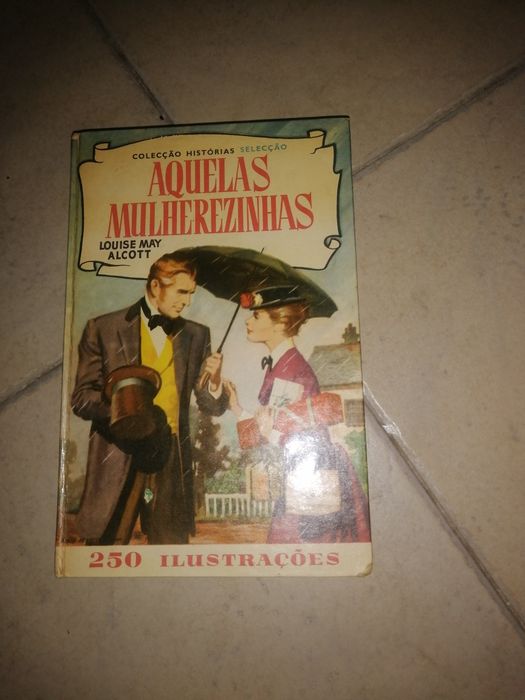 COLECÇÃO HISTÓRIAS SELECÇÃO
AQUELAS
MULHEREZINHAS
LOUISE MAY
ALCOTT
250 ILUSTRAÇÕES